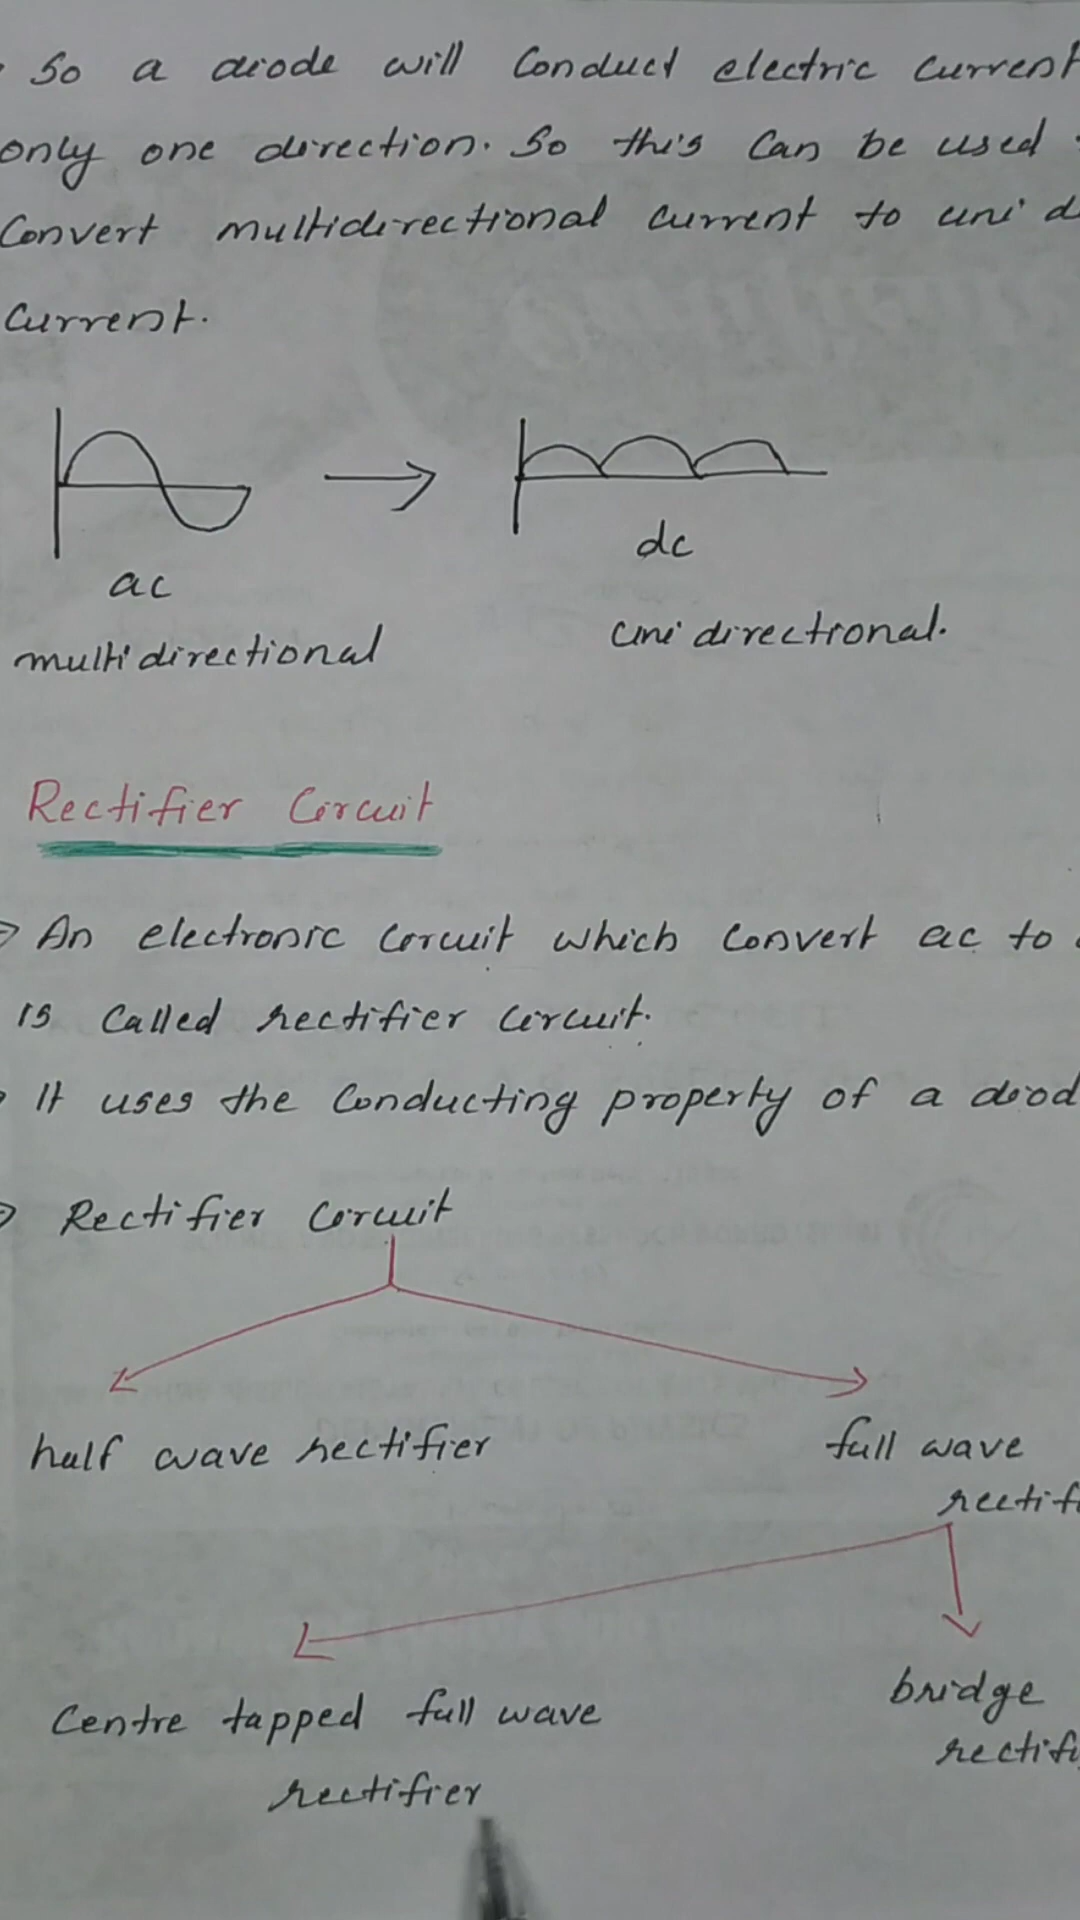 So a diode will conduct electric current
only one direction. So this can be used
Convert multidirectional current to uni
current.
ac
multidirectional
dc
uni directional.
Rectifier Circuit
⇒ An electronic circuit which convert ac to
is called rectifier circuit.
It uses the conducting property of a diod
Rectifier circuit
half wave rectifier
full wave
rectifi
Centre tapped full wave
rectifier
bridge
rectifi